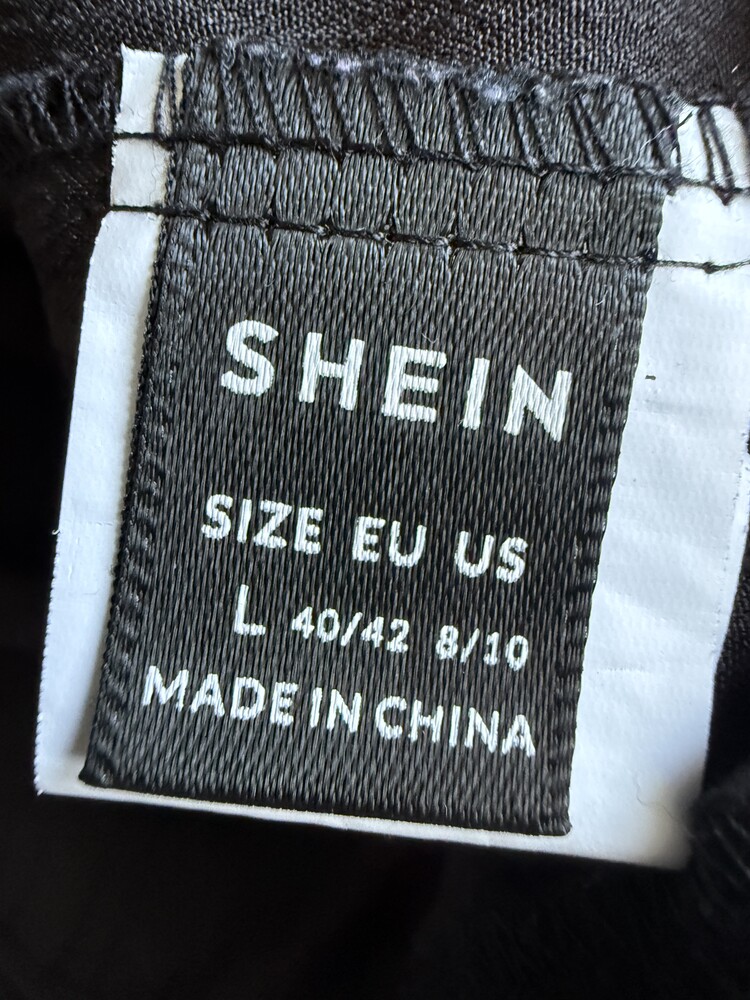 SHEIN
SIZE EU US
L 40/42 8/10
MADE IN CHINA